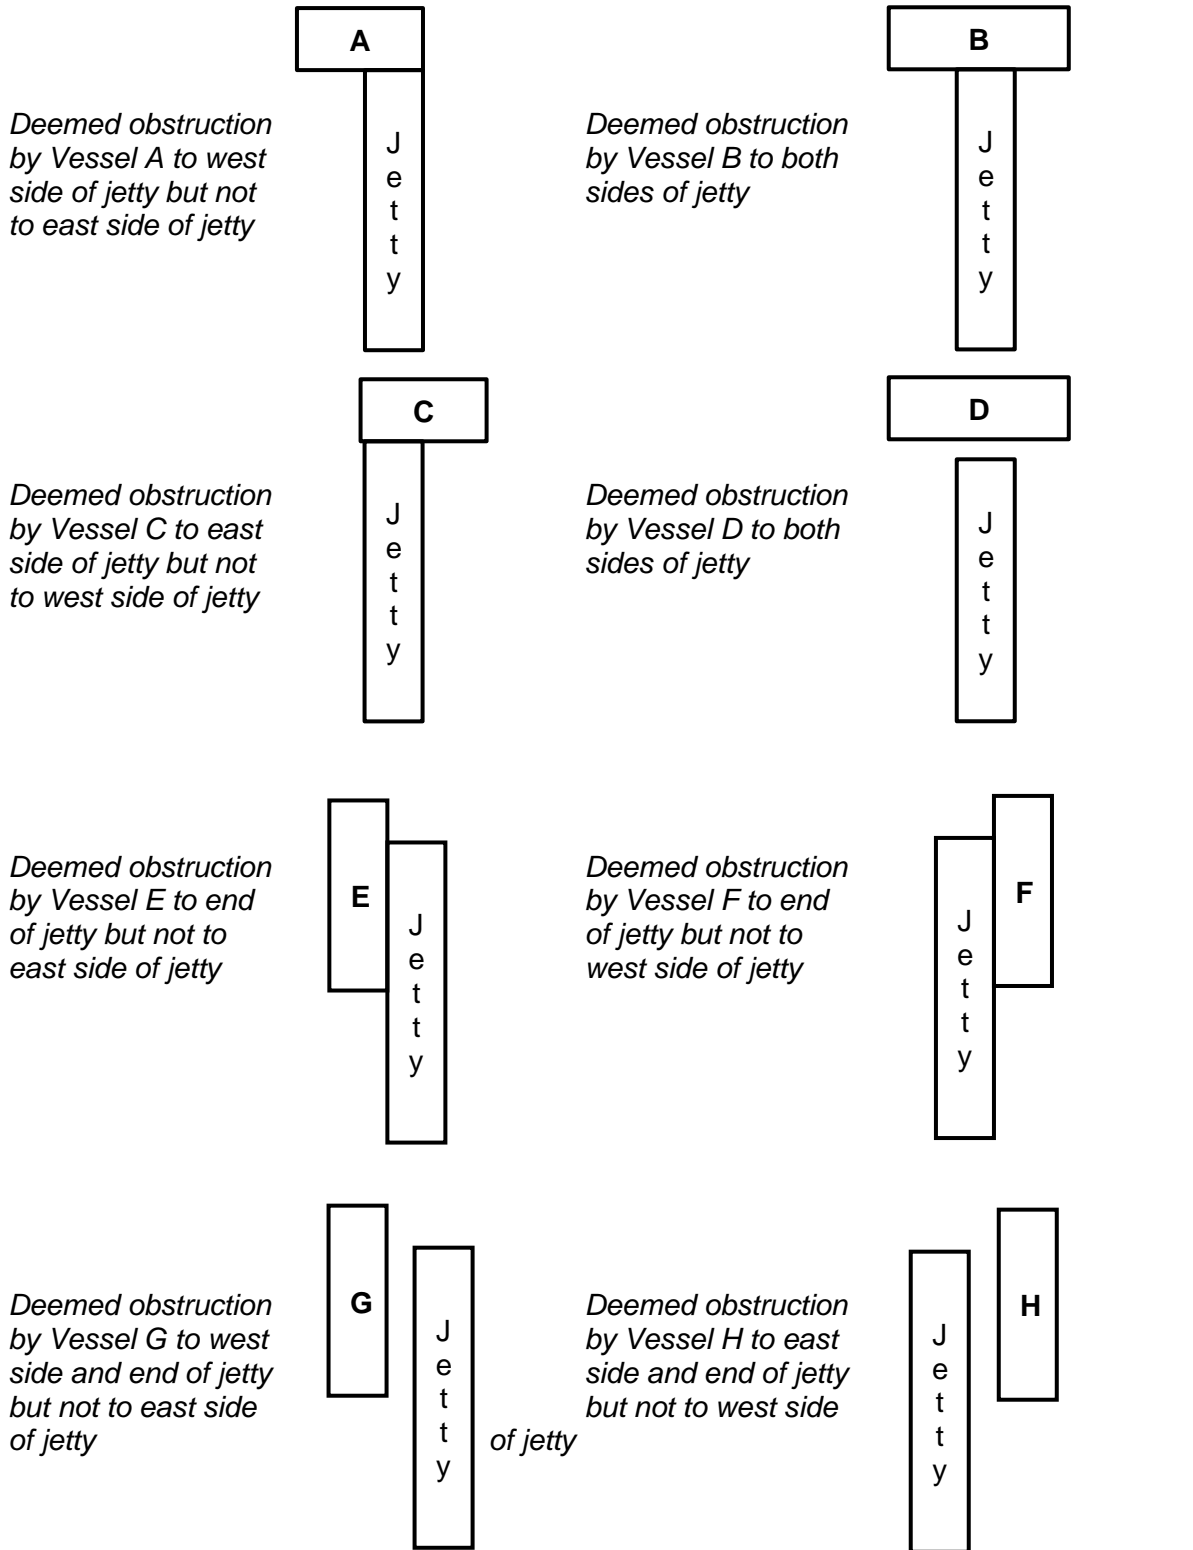 A
Deemed obstruction
by Vessel A to west
side of jetty but not
to east side of jetty
J
e
t
t
y
B
Deemed obstruction
by Vessel B to both
sides of jetty
J
e
t
t
y
C
Deemed obstruction
by Vessel C to east
side of jetty but not
to west side of jetty
J
e
t
t
y
D
Deemed obstruction
by Vessel D to both
sides of jetty
J
e
t
t
y
Deemed obstruction
by Vessel E to end
of jetty but not to
east side of jetty
E
J
e
t
t
y
Deemed obstruction
by Vessel F to end
of jetty but not to
west side of jetty
F
J
e
t
t
y
Deemed obstruction
by Vessel G to west
side and end of jetty
but not to east side
of jetty
G
J
e
t
t
y
Deemed obstruction
by Vessel H to east
side and end of jetty
but not to west side
of jetty
H
J
e
t
t
y